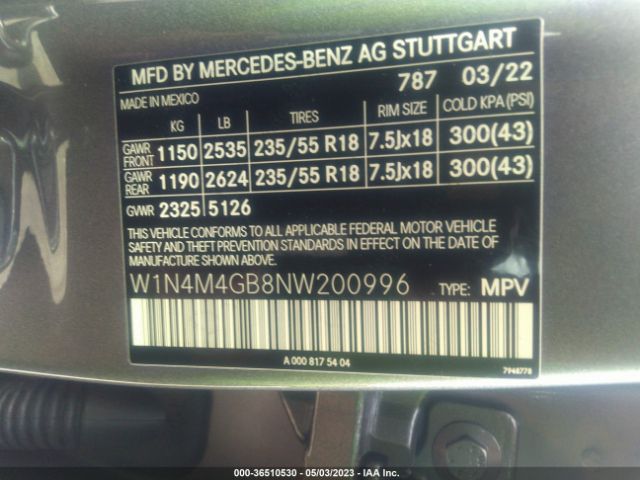 MFD BY MERCEDES-BENZ AG STUTTGART
787 03/22
MADE IN MEXICO
KG LB TIRES RIM SIZE COLD KPA(PSI)
GAWR FRONT 1150 2535 235/55 R18 7.5Jx18 300(43)
GAWR REAR 1190 2624 235/55 R18 7.5Jx18 300(43)
GVWR 2325 5126
THIS VEHICLE CONFORMS TO ALL APPLICABLE FEDERAL MOTOR VEHICLE
SAFETY AND THEFT PREVENTION STANDARDS IN EFFECT ON THE DATE OF
MANUFACTURE SHOWN ABOVE.
W1N4M4GB8NW200996 TYPE: MPV
A 000 817 54 04
7948778
000-36510530 - 05/03/2023 - IAA Inc.